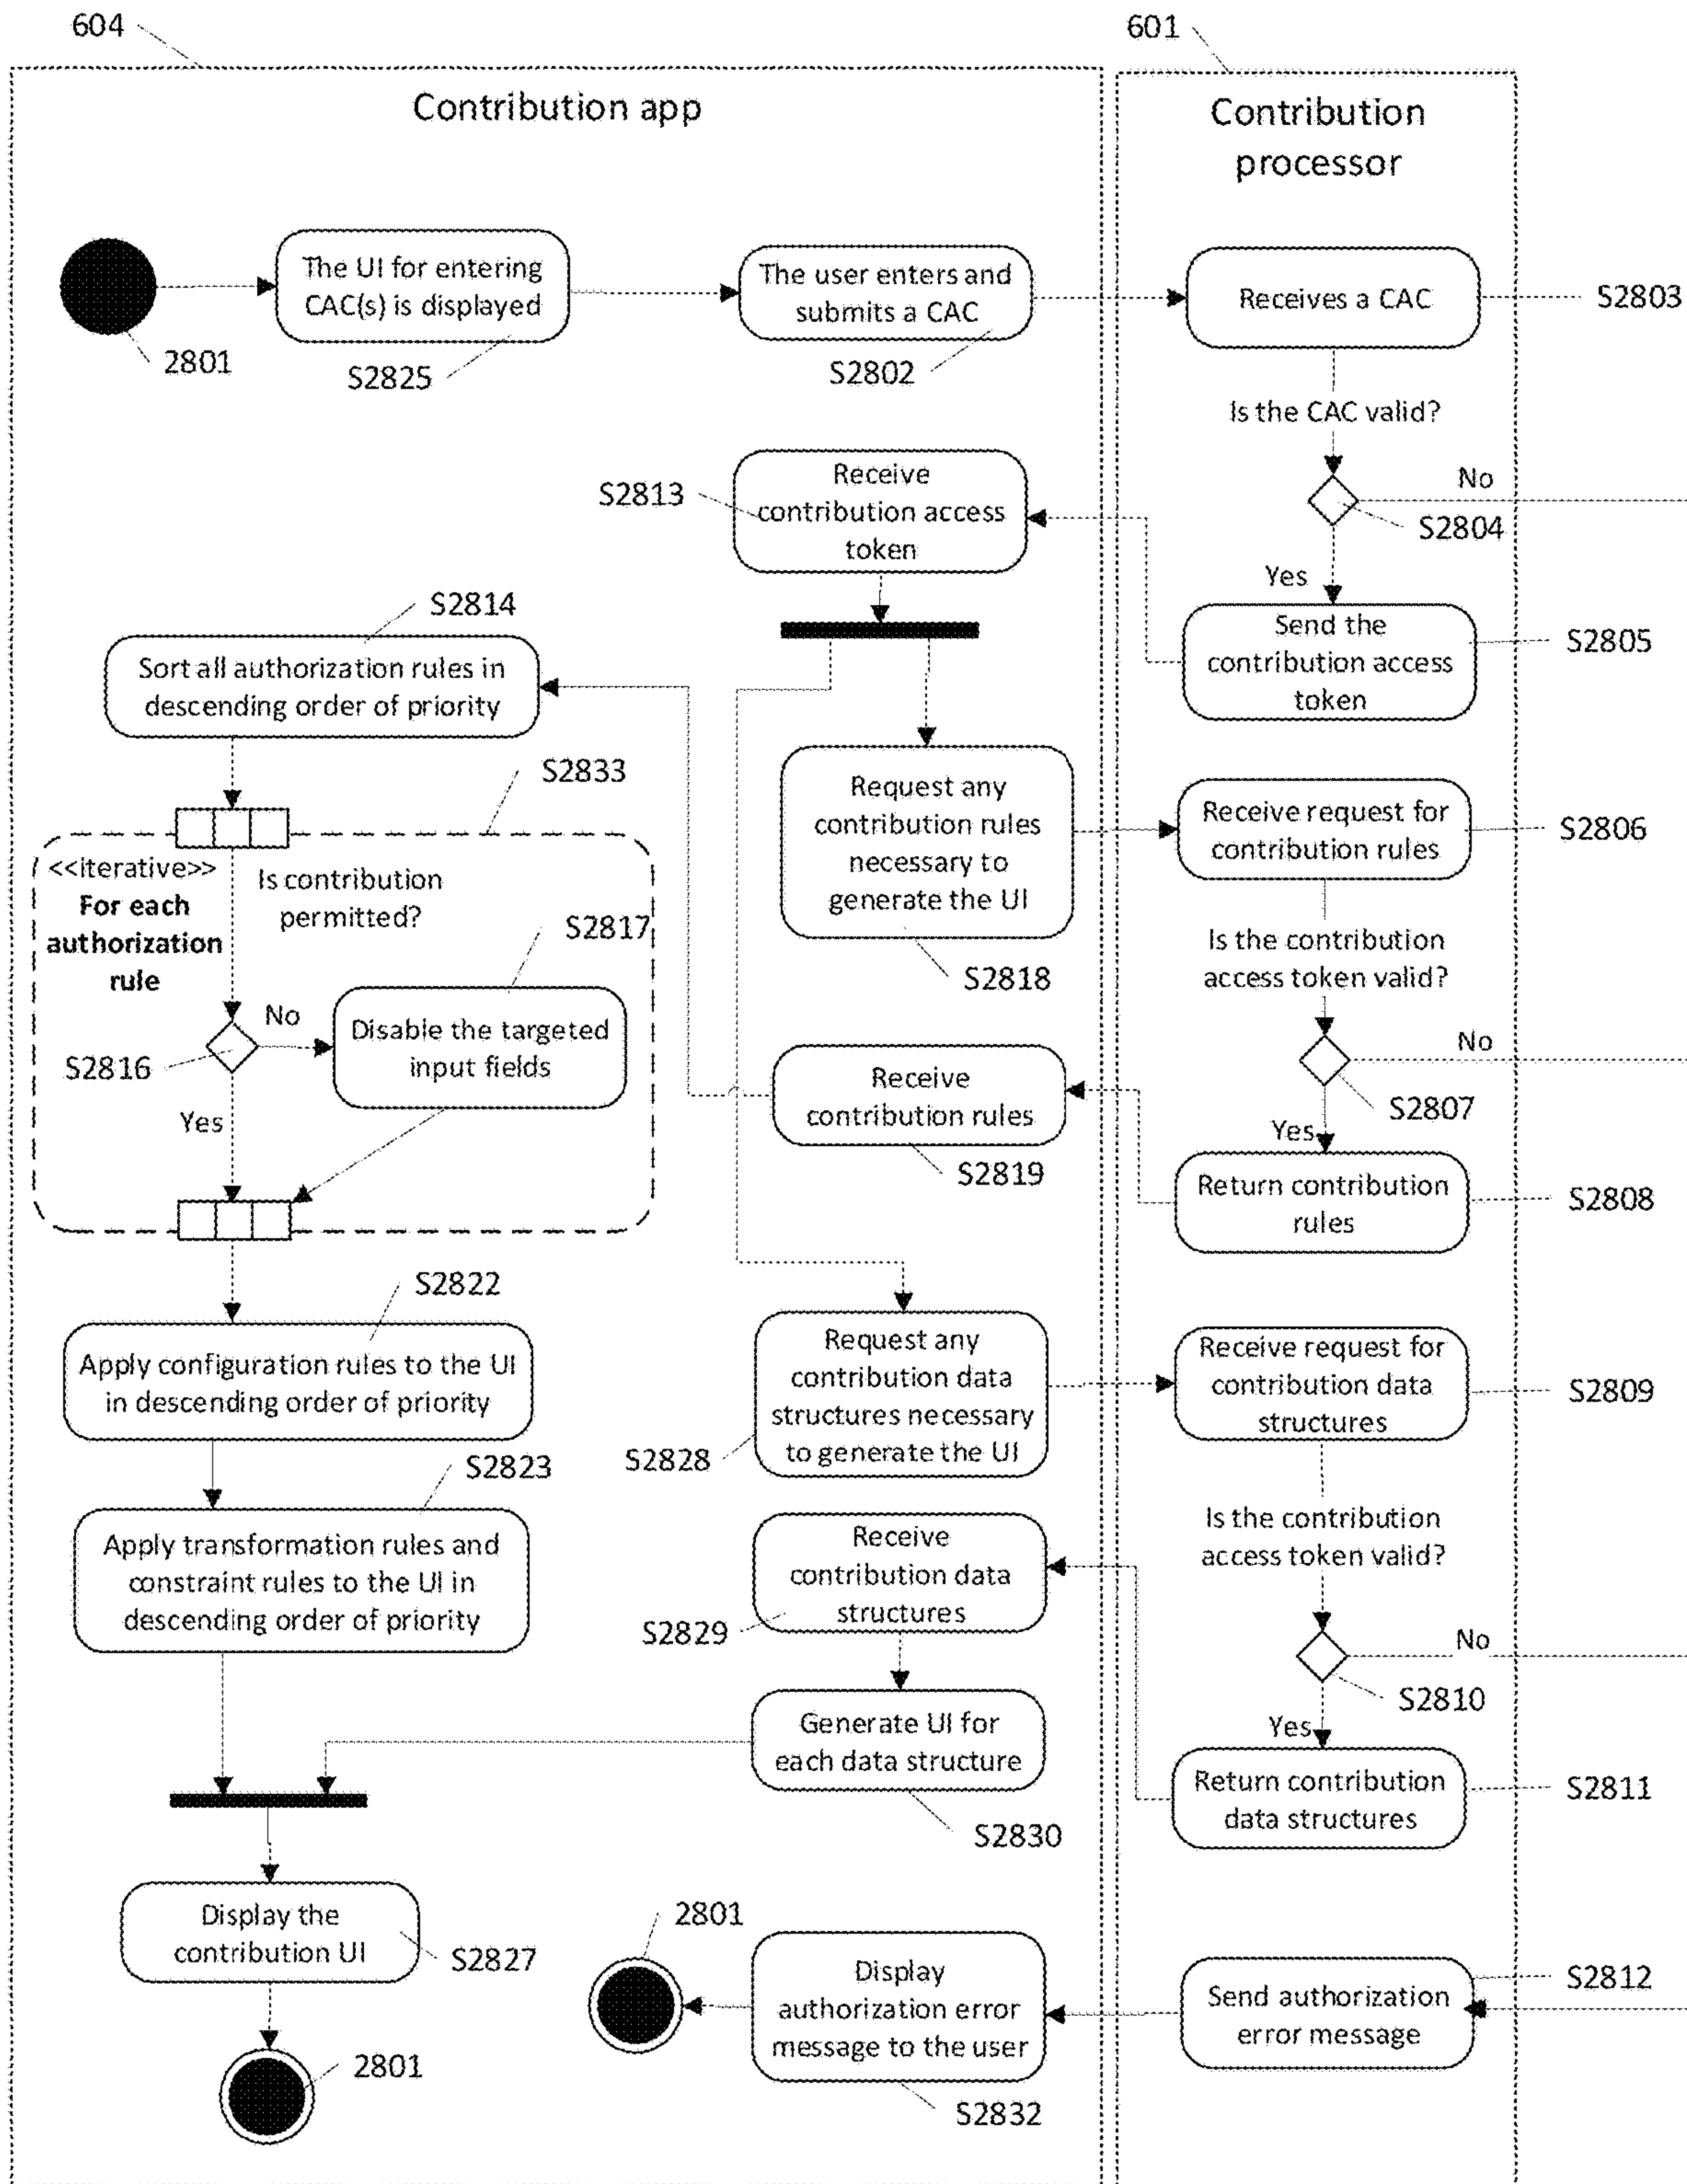 604
601
Contribution app
Contribution
processor
The UI for entering
CAC(s) is displayed
The user enters and
submits a CAC
Receives a CAC
S2803
2801
S2825
S2802
Is the CAC valid?
Receive
contribution access
token
S2813
No
S2804
Yes
S2814
Send the
contribution access
token
S2805
Sort all authorization rules in
descending order of priority
S2833
Request any
contribution rules
necessary to
generate the UI
Receive request for
contribution rules
S2806
<<iterative>>
For each
authorization
rule
Is contribution
permitted?
S2817
S2818
Is the contribution
access token valid?
No
Disable the targeted
input fields
S2816
Yes
Receive
contribution rules
No
S2807
Yes
S2819
Return contribution
rules
S2808
S2822
Apply configuration rules to the UI
in descending order of priority
Request any
contribution data
structures necessary
to generate the UI
Receive request for
contribution data
structures
S2809
S2828
S2823
Apply transformation rules and
constraint rules to the UI in
descending order of priority
Receive
contribution data
structures
Is the contribution
access token valid?
S2829
No
S2810
Yes
Generate UI for
each data structure
Return contribution
data structures
S2811
S2830
Display the
contribution UI
S2827
2801
Display
authorization error
message to the user
Send authorization
error message
S2812
2801
S2832